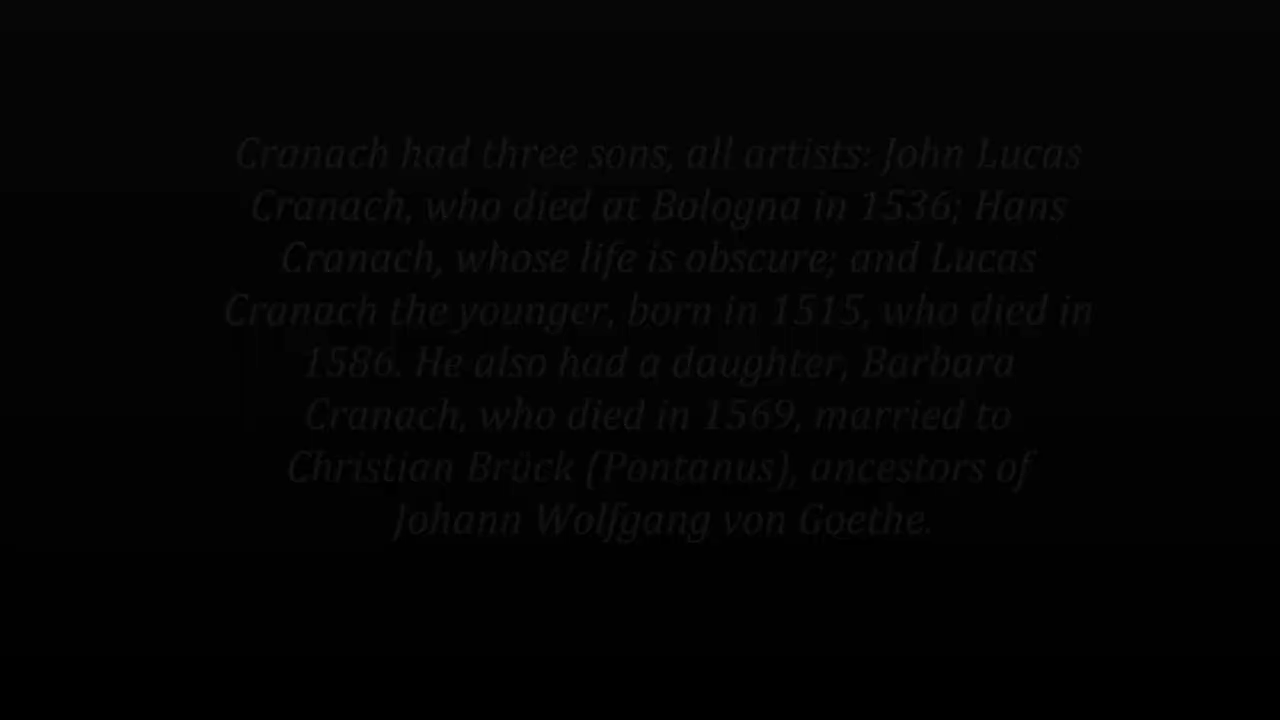 Cranach had three sons, all artists: John Lucas
Cranach, who died at Bologna in 1536; Hans
Cranach, whose life is obscure; and Lucas
Cranach the younger, born in 1515, who died in
1586. He also had a daughter, Barbara
Cranach, who died in 1569, married to
Christian Brück (Pontanus), ancestors of
Johann Wolfgang von Goethe.